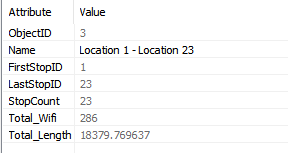 Attribute Value
ObjectID 3
Name Location 1 - Location 23
FirstStopID 1
LastStopID 23
StopCount 23
Total_Wifi 286
Total_Length 18379.769637